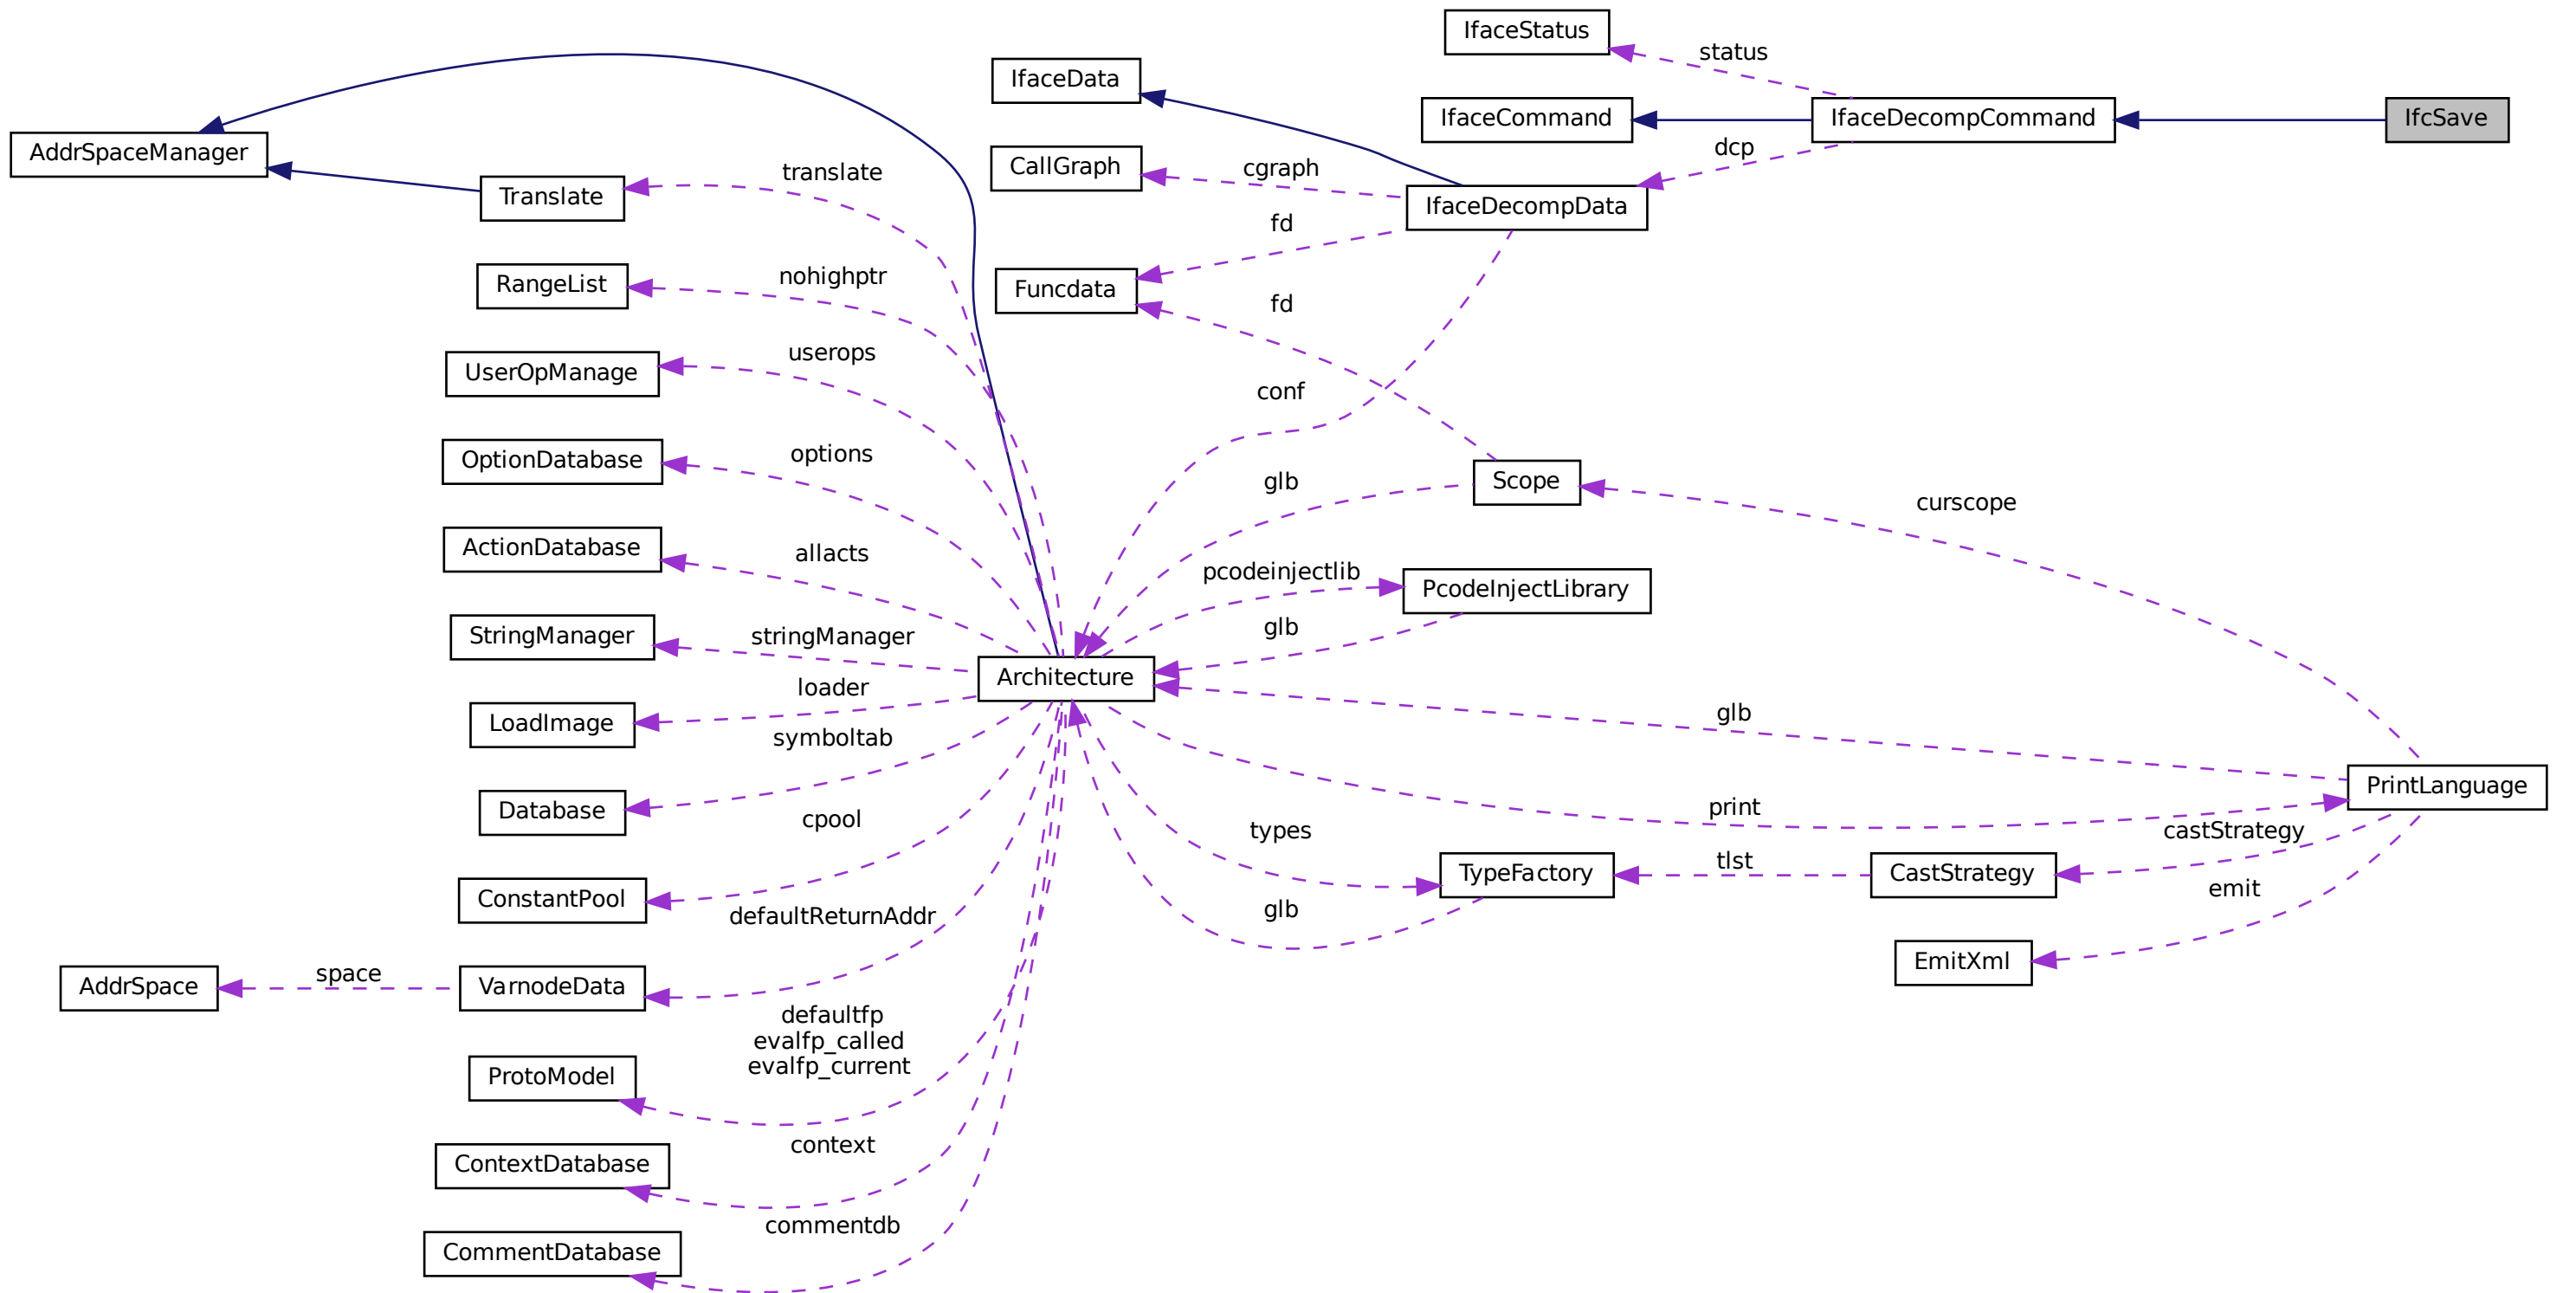 IfaceStatus
status
IfaceData
IfaceCommand
IfaceDecompCommand
IfcSave
AddrSpaceManager
CallGraph
cgraph
dcp
translate
Translate
IfaceDecompData
fd
RangeList
nohighptr
Funcdata
fd
UserOpManage
userops
conf
OptionDatabase
options
glb
Scope
curscope
ActionDatabase
allacts
pcodeinjectlib
PcodeInjectLibrary
StringManager
stringManager
glb
Architecture
LoadImage
loader
glb
symboltab
PrintLanguage
Database
print
cpool
types
castStrategy
ConstantPool
TypeFactory
tlst
CastStrategy
defaultReturnAddr
glb
emit
EmitXml
AddrSpace
space
VarnodeData
defaultfp
evalfp_called
evalfp_current
ProtoModel
context
ContextDatabase
commentdb
CommentDatabase